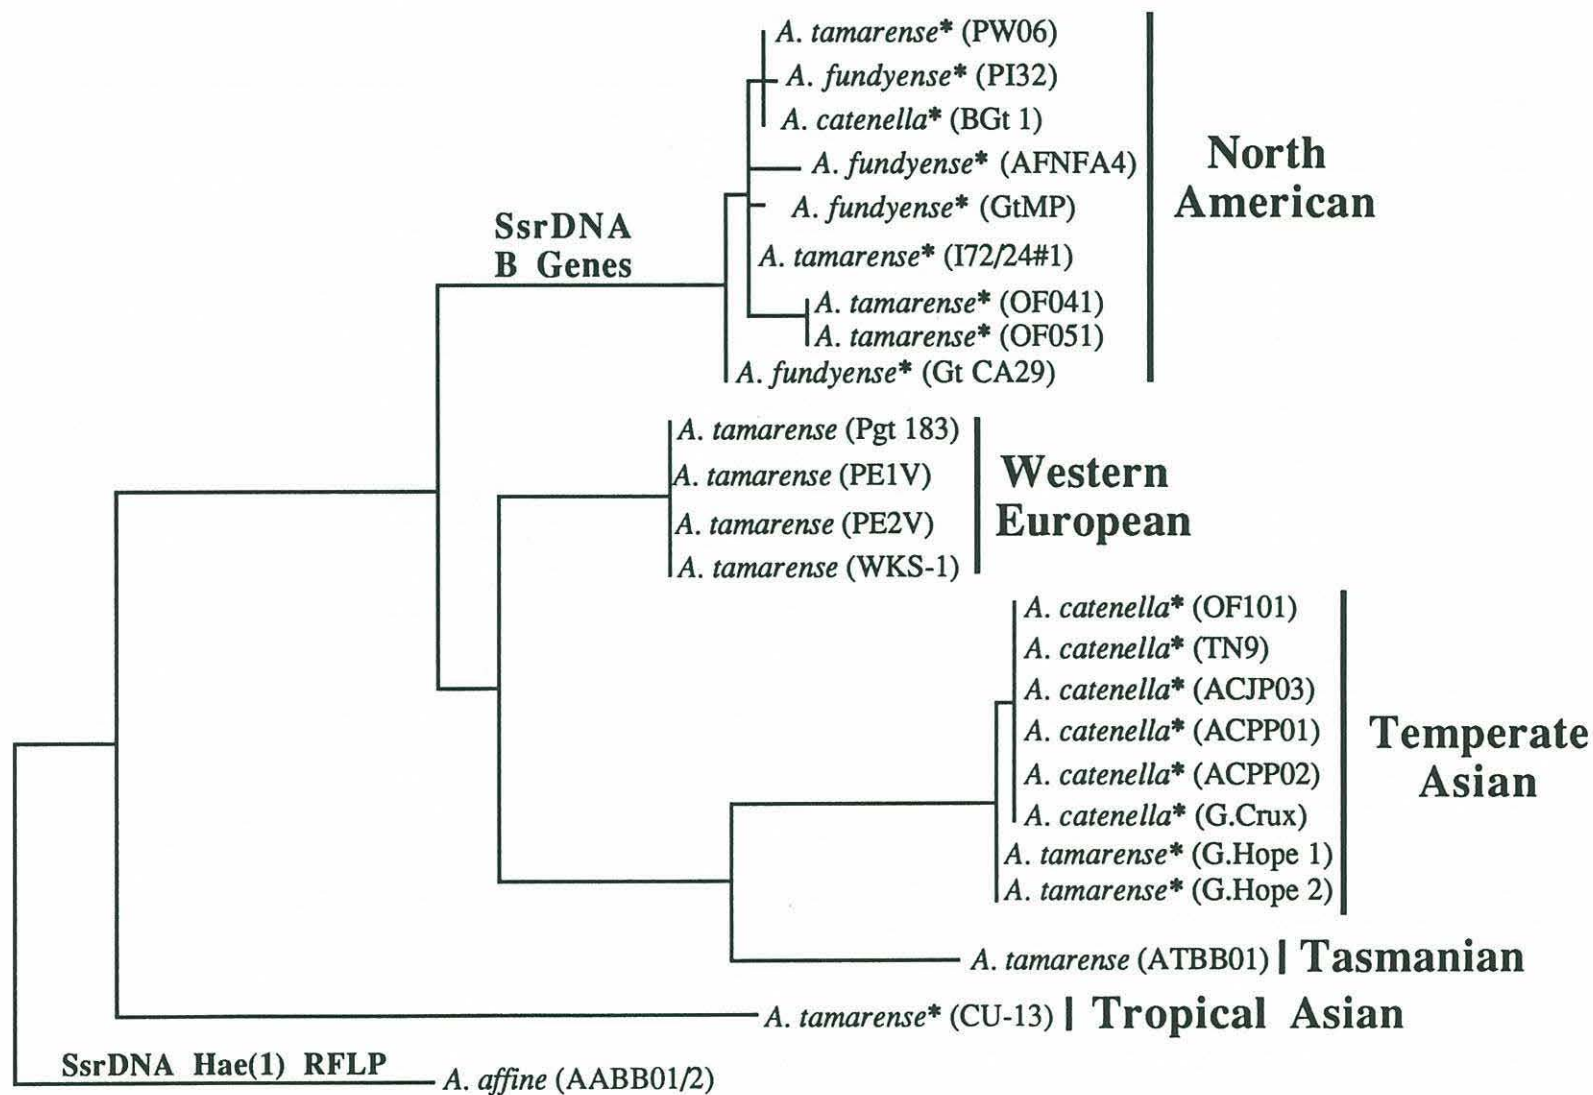 A. tamarense* (PW06)
A. fundyense* (PI32)
A. catenella* (BGt 1)
A. fundyense* (AFNFA4)
A. fundyense* (GtMP)
A. tamarense* (I72/24#1)
A. tamarense* (OF041)
A. tamarense* (OF051)
A. fundyense* (Gt CA29)
North
American
SsrDNA
B Genes
A. tamarense (Pgt 183)
A. tamarense (PE1V)
A. tamarense (PE2V)
A. tamarense (WKS-1)
Western
European
A. catenella* (OF101)
A. catenella* (TN9)
A. catenella* (ACJP03)
A. catenella* (ACPP01)
A. catenella* (ACPP02)
A. catenella* (G.Crux)
A. tamarense* (G.Hope 1)
A. tamarense* (G.Hope 2)
Temperate
Asian
A. tamarense (ATBB01)
Tasmanian
A. tamarense* (CU-13)
Tropical Asian
SsrDNA Hae(1) RFLP
A. affine (AABB01/2)